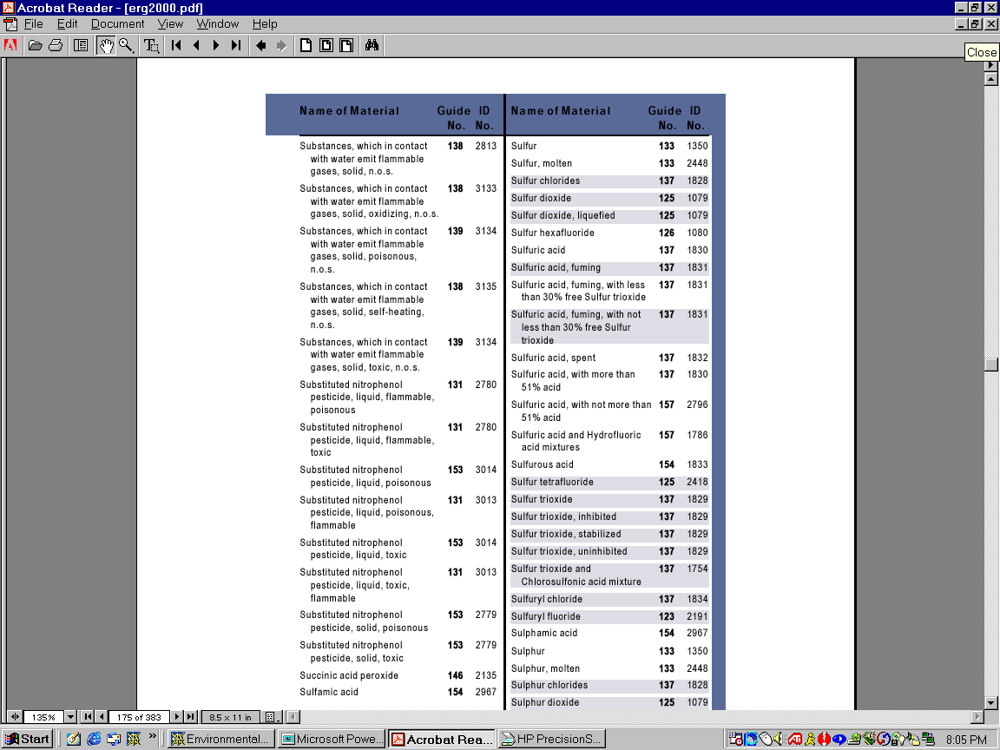 Acrobat Reader - [erg2000.pdf]
File Edit Document View Window Help
Close
Name of Material Guide No. ID No.
Substances, which in contact 138 2813
with water emit flammable
gases, solid, n.o.s.
Substances, which in contact 138 3133
with water emit flammable
gases, solid, oxidizing, n.o.s.
Substances, which in contact 139 3134
with water emit flammable
gases, solid, poisonous,
n.o.s.
Substances, which in contact 138 3135
with water emit flammable
gases, solid, self-heating,
n.o.s.
Substances, which in contact 139 3134
with water emit flammable
gases, solid, toxic, n.o.s.
Substituted nitrophenol 131 2780
pesticide, liquid, flammable,
poisonous
Substituted nitrophenol 131 2780
pesticide, liquid, flammable,
toxic
Substituted nitrophenol 153 3014
pesticide, liquid, poisonous
Substituted nitrophenol 131 3013
pesticide, liquid, poisonous,
flammable
Substituted nitrophenol 153 3014
pesticide, liquid, toxic
Substituted nitrophenol 131 3013
pesticide, liquid, toxic,
flammable
Substituted nitrophenol 153 2779
pesticide, solid, poisonous
Substituted nitrophenol 153 2779
pesticide, solid, toxic
Succinic acid peroxide 146 2135
Sulfamic acid 154 2967
Name of Material Guide No. ID No.
Sulfur 133 1350
Sulfur, molten 133 2448
Sulfur chlorides 137 1828
Sulfur dioxide 125 1079
Sulfur dioxide, liquefied 125 1079
Sulfur hexafluoride 126 1080
Sulfuric acid 137 1830
Sulfuric acid, fuming 137 1831
Sulfuric acid, fuming, with less 137 1831
than 30% free Sulfur trioxide
Sulfuric acid, fuming, with not 137 1831
less than 30% free Sulfur
trioxide
Sulfuric acid, spent 137 1832
Sulfuric acid, with more than 137 1830
51% acid
Sulfuric acid, with not more than 157 2796
51% acid
Sulfuric acid and Hydrofluoric 157 1786
acid mixtures
Sulfurous acid 154 1833
Sulfur tetrafluoride 125 2418
Sulfur trioxide 137 1829
Sulfur trioxide, inhibited 137 1829
Sulfur trioxide, stabilized 137 1829
Sulfur trioxide, uninhibited 137 1829
Sulfur trioxide and 137 1754
Chlorosulfonic acid mixture
Sulfuryl chloride 137 1834
Sulfuryl fluoride 123 2191
Sulphamic acid 154 2967
Sulphur 133 1350
Sulphur, molten 133 2448
Sulphur chlorides 137 1828
Sulphur dioxide 125 1079
135% 175 of 383 8.5 x 11 in
Start » Environmental... Microsoft Powe... Acrobat Rea... HP PrecisionS... 8:05 PM